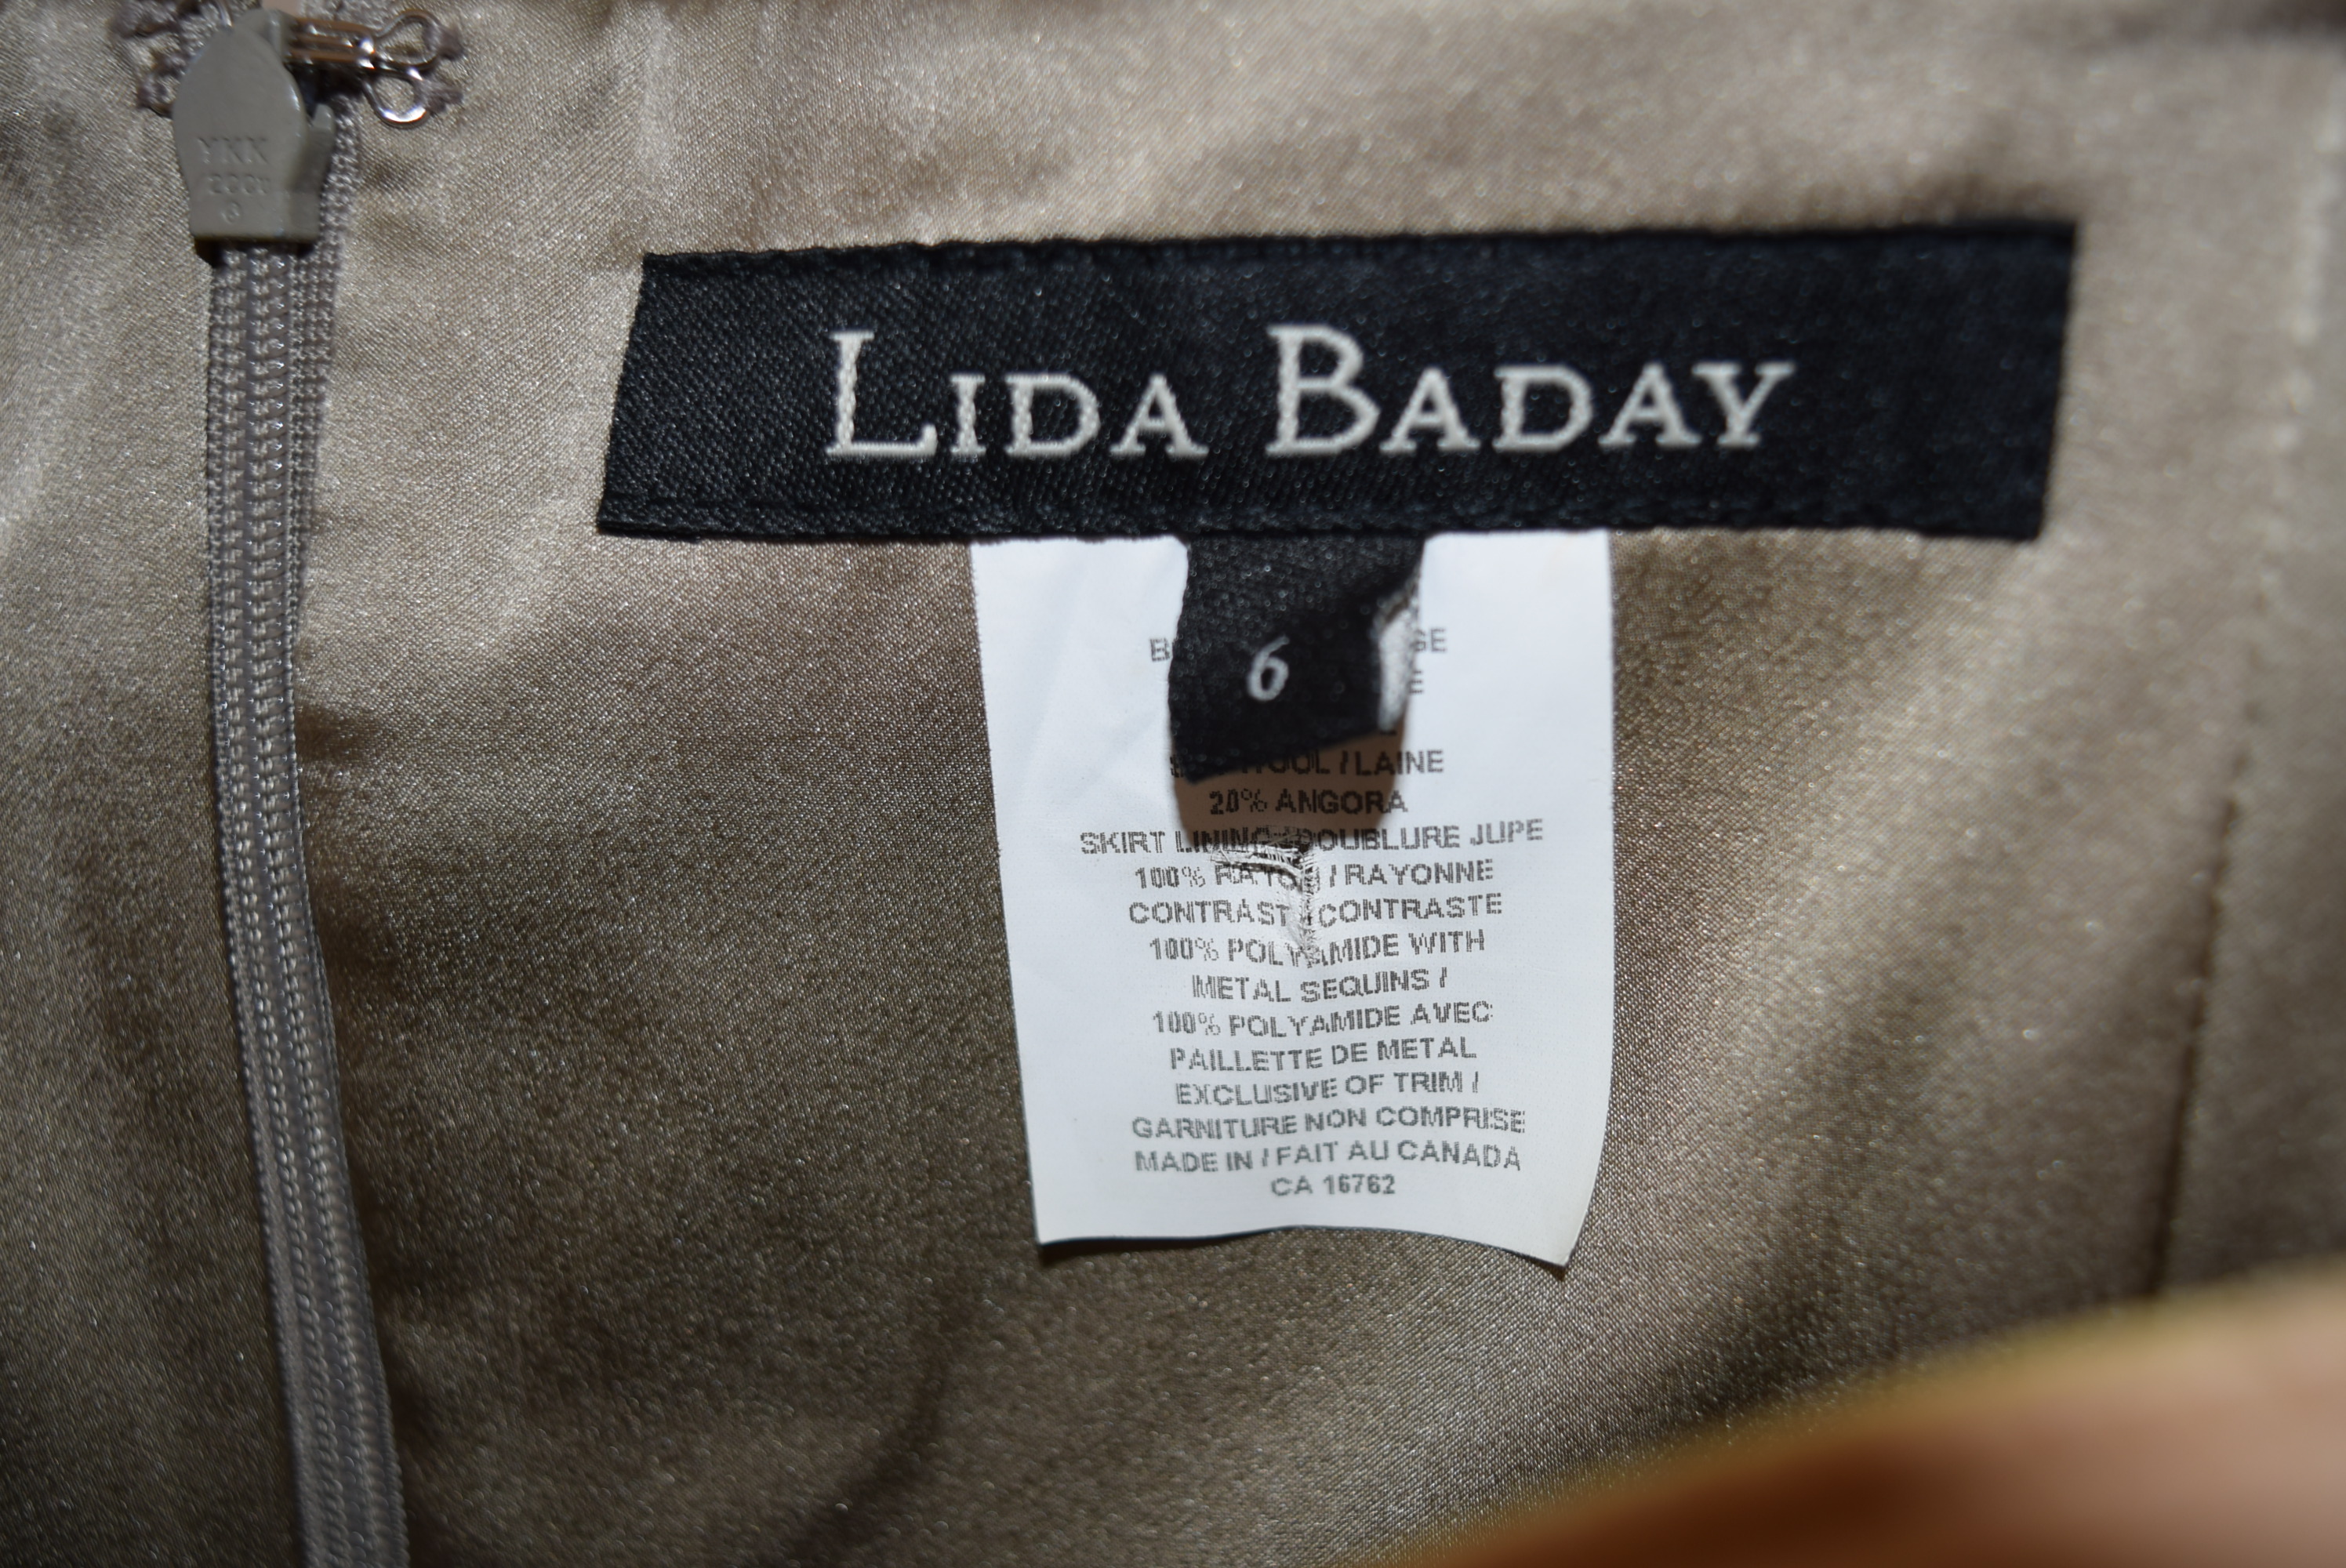 YKK
LIDA BADAY
6
/ LAINE
20% ANGORA
SKIRT LINING / DOUBLURE JUPE
100% RAYON / RAYONNE
CONTRAST / CONTRASTE
100% POLYAMIDE WITH
METAL SEQUINS /
100% POLYAMIDE AVEC
PAILLETTE DE METAL
EXCLUSIVE OF TRIM /
GARNITURE NON COMPRISE
MADE IN / FAIT AU CANADA
CA 16762